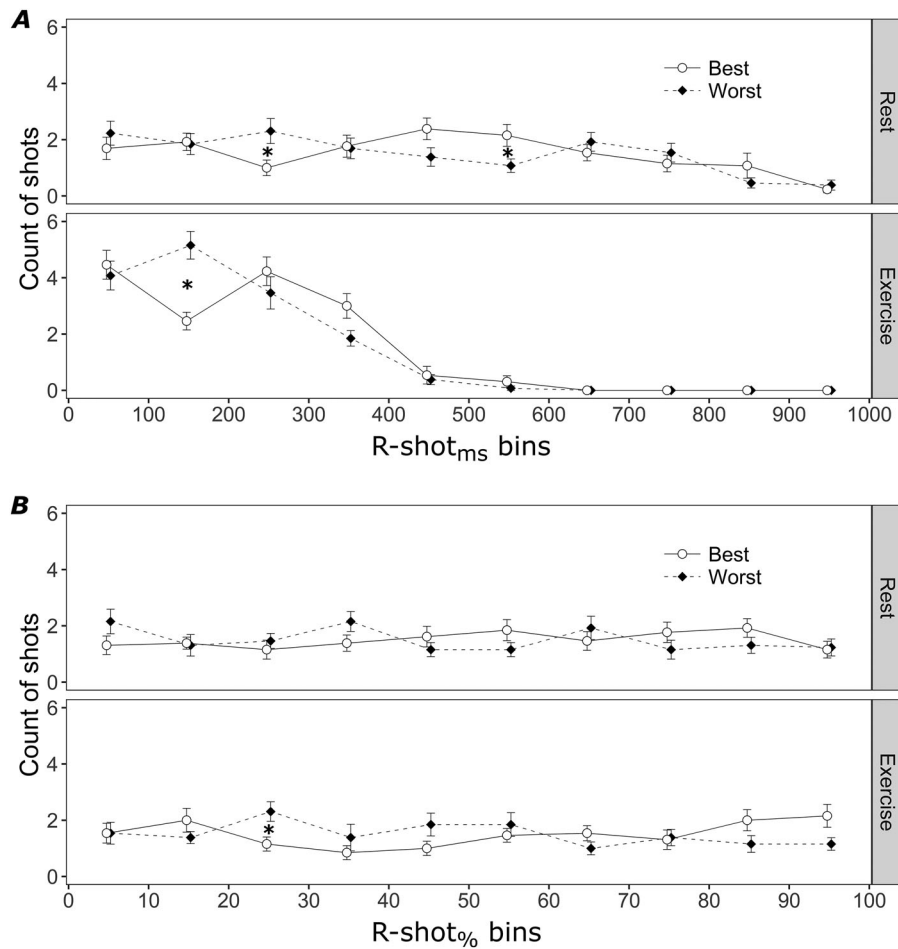 A
6
4
2
0
Best
Worst
Rest
Count of shots
6
4
2
0
*
*
*
Exercise
0 100 200 300 400 500 600 700 800 900 1000
R-shotms bins
B
6
4
2
0
Best
Worst
Rest
Count of shots
6
4
2
0
*
Exercise
0 10 20 30 40 50 60 70 80 90 100
R-shot% bins